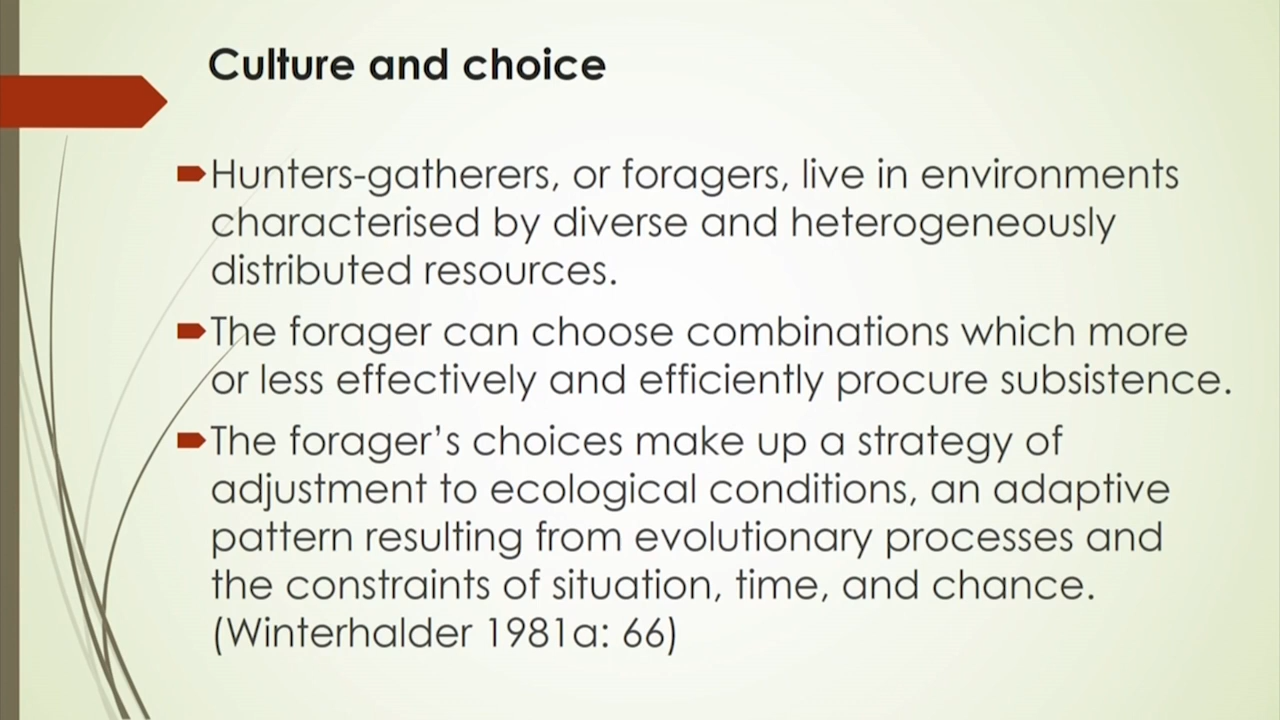 Culture and choice
Hunters-gatherers, or foragers, live in environments
characterised by diverse and heterogeneously
distributed resources.
The forager can choose combinations which more
or less effectively and efficiently procure subsistence.
The forager’s choices make up a strategy of
adjustment to ecological conditions, an adaptive
pattern resulting from evolutionary processes and
the constraints of situation, time, and chance.
(Winterhalder 1981a: 66)